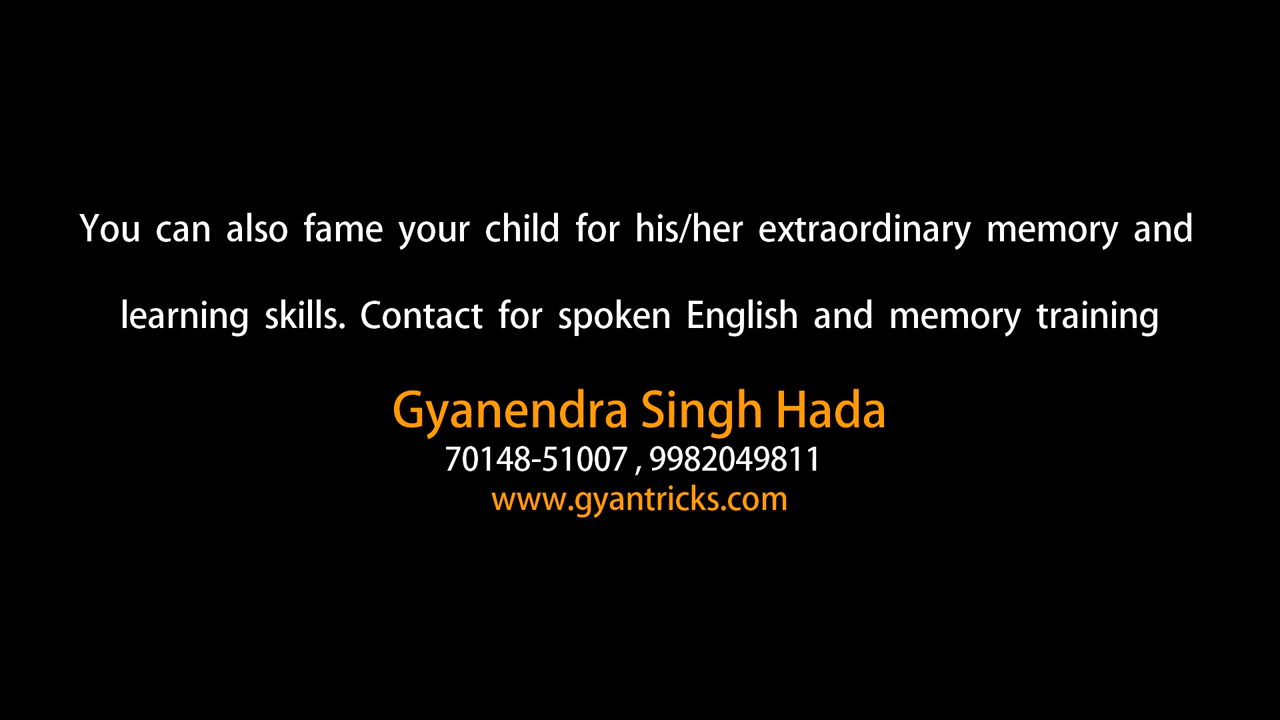 You can also fame your child for his/her extraordinary memory and
learning skills. Contact for spoken English and memory training
Gyanendra Singh Hada
70148-51007 , 9982049811
www.gyantricks.com